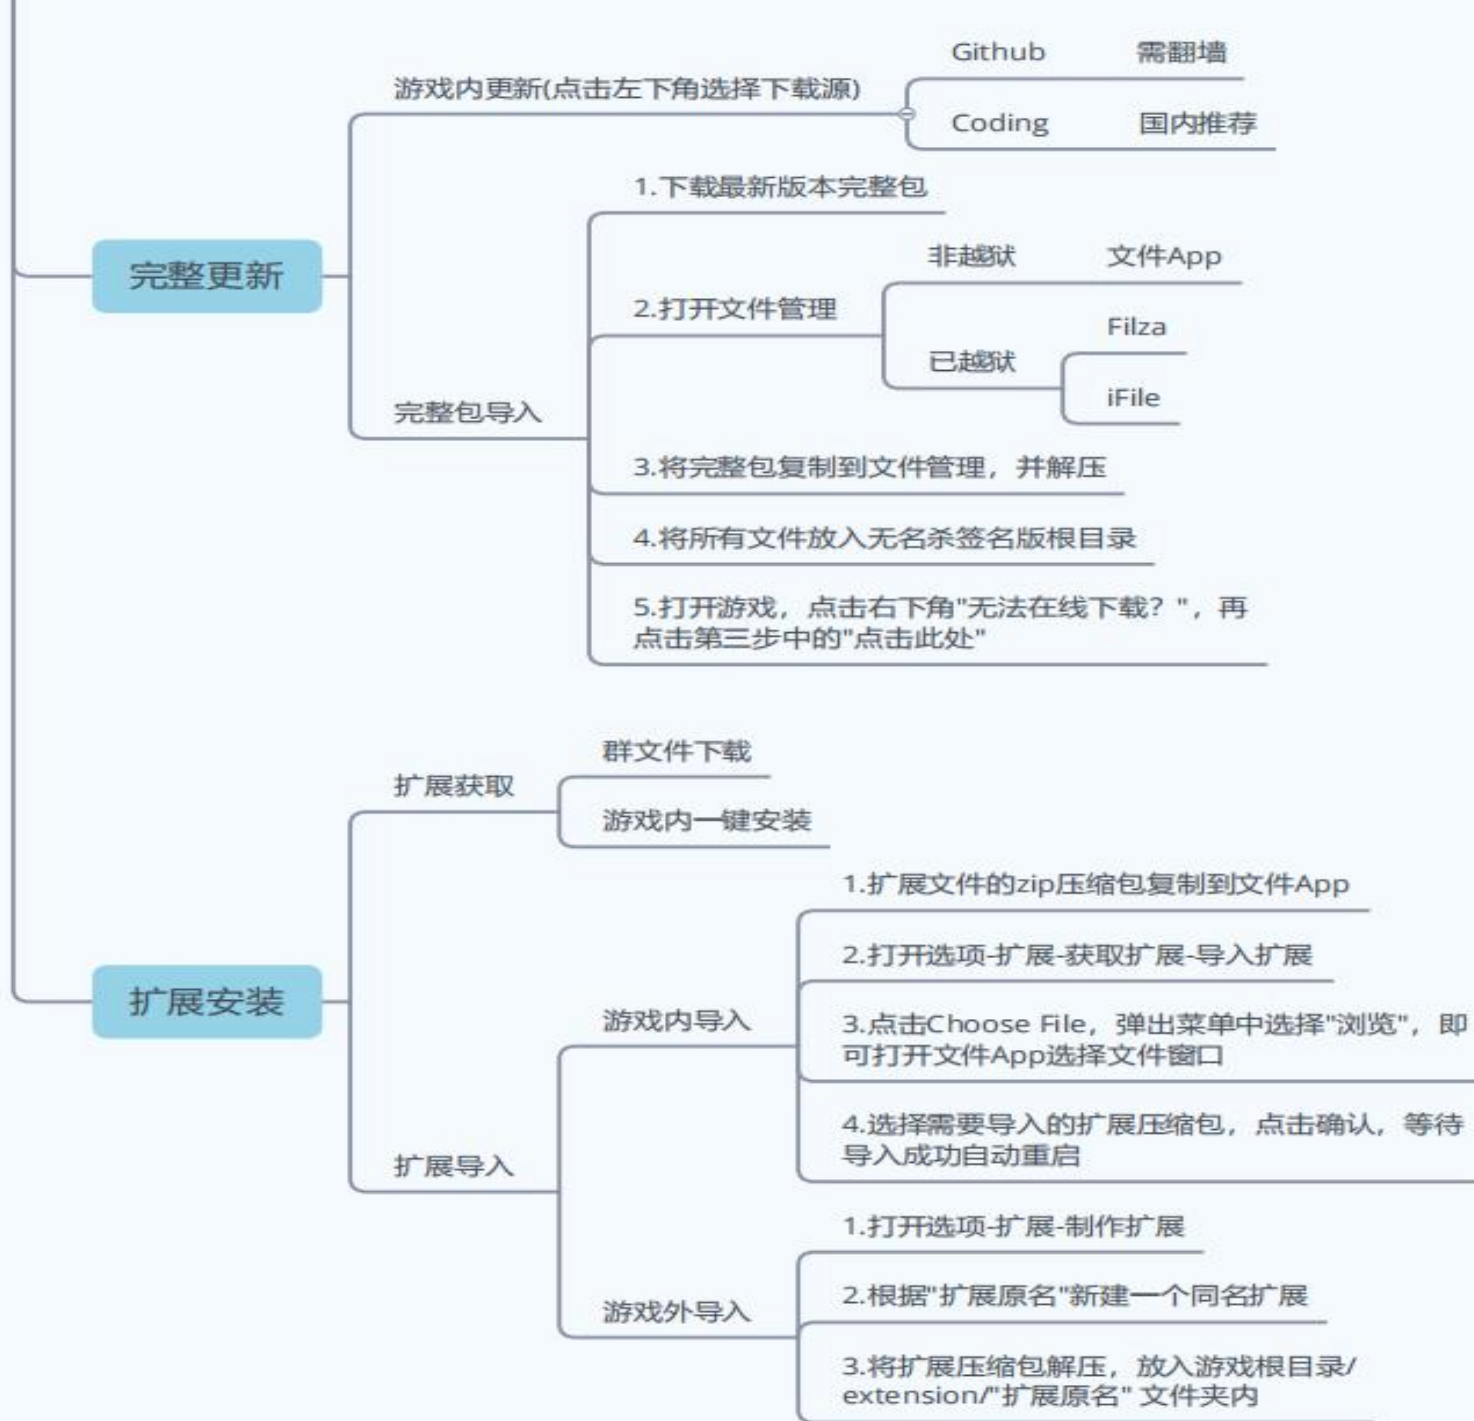 完整更新
游戏内更新(点击左下角选择下载源)
Github 需翻墙
Coding 国内推荐
完整包导入
1.下载最新版本完整包
2.打开文件管理
非越狱 文件App
已越狱
Filza
iFile
3.将完整包复制到文件管理，并解压
4.将所有文件放入无名杀签名版根目录
5.打开游戏，点击右下角"无法在线下载？"，再
点击第三步中的"点击此处"
扩展安装
扩展获取
群文件下载
游戏内一键安装
扩展导入
游戏内导入
1.扩展文件的zip压缩包复制到文件App
2.打开选项-扩展-获取扩展-导入扩展
3.点击Choose File，弹出菜单中选择"浏览"，即
可打开文件App选择文件窗口
4.选择需要导入的扩展压缩包，点击确认，等待
导入成功自动重启
游戏外导入
1.打开选项-扩展-制作扩展
2.根据"扩展原名"新建一个同名扩展
3.将扩展压缩包解压，放入游戏根目录/
extension/"扩展原名" 文件夹内